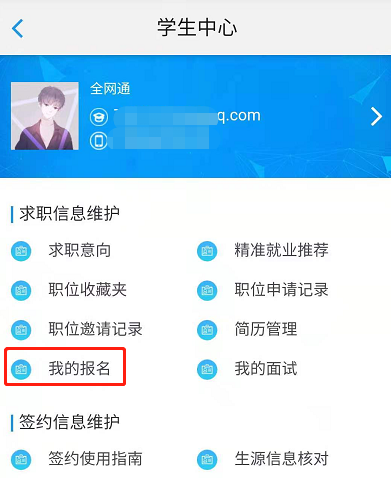 学生中心
全网通
q.com
求职信息维护
求职意向 精准就业推荐
职位收藏夹 职位申请记录
职位邀请记录 简历管理
我的报名 我的面试
签约信息维护
签约使用指南 生源信息核对